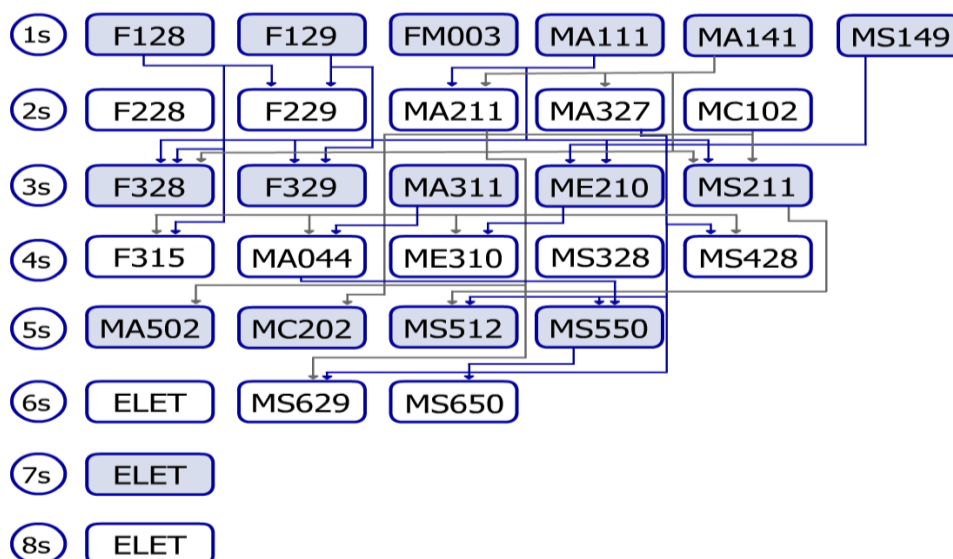 1s F128 F129 FM003 MA111 MA141 MS149
2s F228 F229 MA211 MA327 MC102
3s F328 F329 MA311 ME210 MS211
4s F315 MA044 ME310 MS328 MS428
5s MA502 MC202 MS512 MS550
6s ELET MS629 MS650
7s ELET
8s ELET